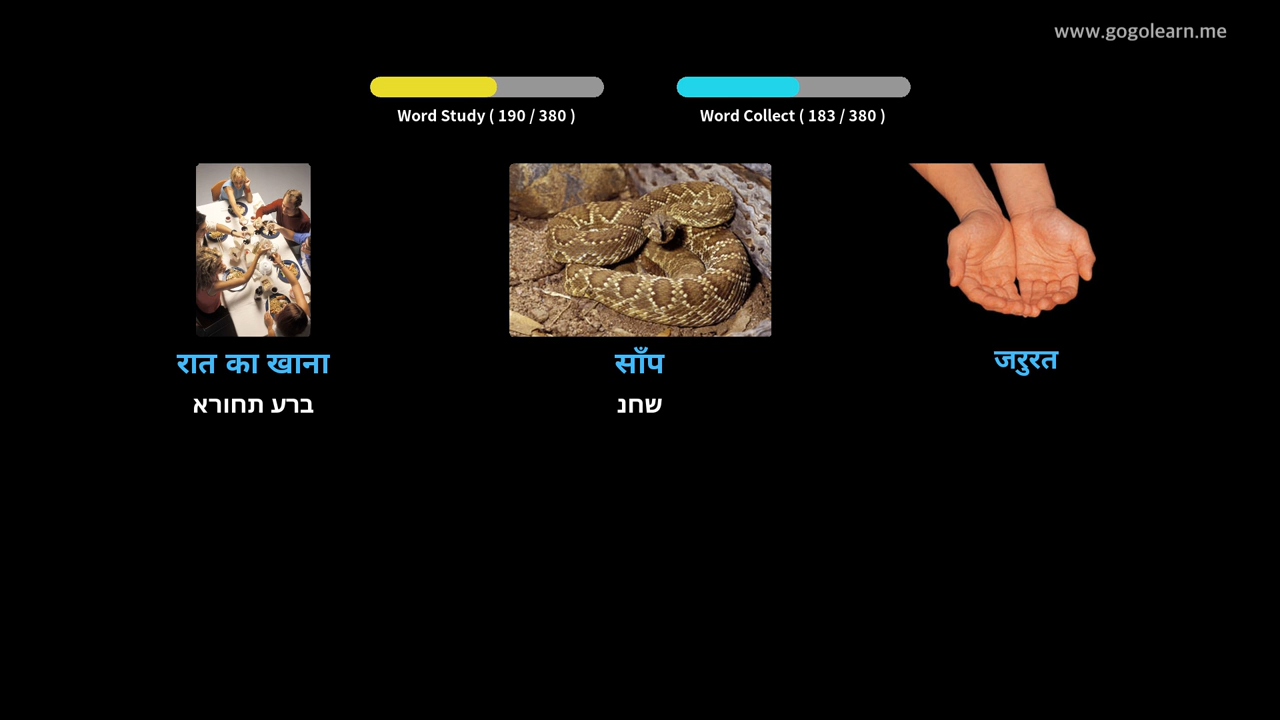 www.gogolearn.me
Word Study ( 190 / 380 )
Word Collect ( 183 / 380 )
रात का खाना
ברע תחורא
साँप
שחנ
जरुरत